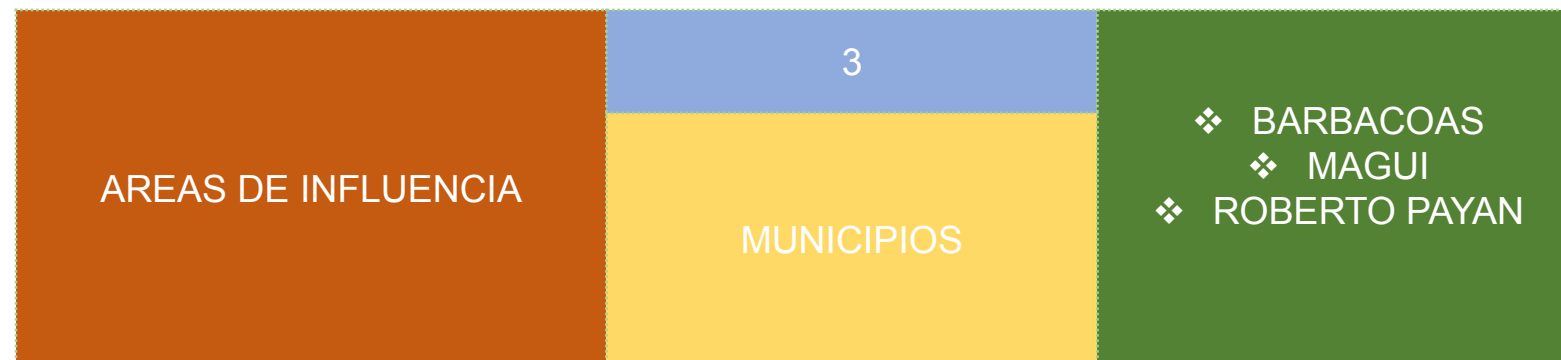 AREAS DE INFLUENCIA
3
MUNICIPIOS
❖ BARBACOAS
❖ MAGUI
❖ ROBERTO PAYAN